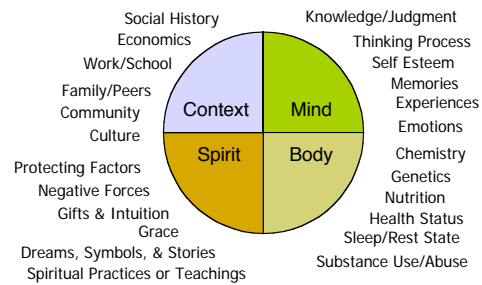 Social History
Economics
Work/School
Family/Peers
Community
Culture
Knowledge/Judgment
Thinking Process
Self Esteem
Memories
Experiences
Emotions
Context
Mind
Spirit
Body
Protecting Factors
Negative Forces
Gifts & Intuition
Grace
Dreams, Symbols, & Stories
Spiritual Practices or Teachings
Chemistry
Genetics
Nutrition
Health Status
Sleep/Rest State
Substance Use/Abuse